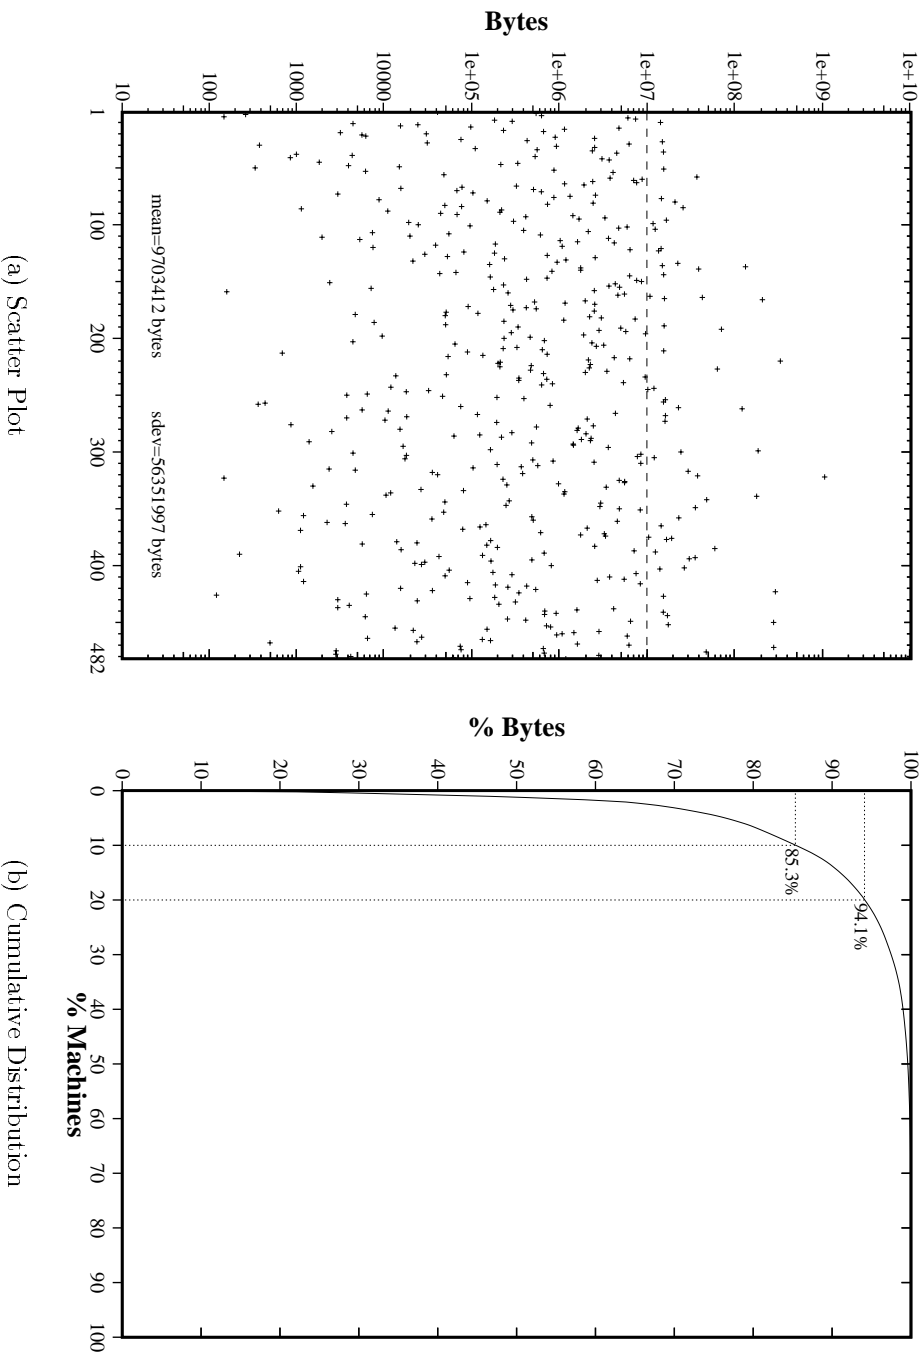 Bytes
1e+10
1e+09
1e+08
1e+07
1e+06
1e+05
10000
1000
100
10
1
100
200
300
400
482
mean=9703412 bytes
sdev=56351997 bytes
(a) Scatter Plot
% Bytes
100
90
80
70
60
50
40
30
20
10
0
0
10
20
30
40
50
60
70
80
90
100
85.3%
94.1%
% Machines
(b) Cumulative Distribution